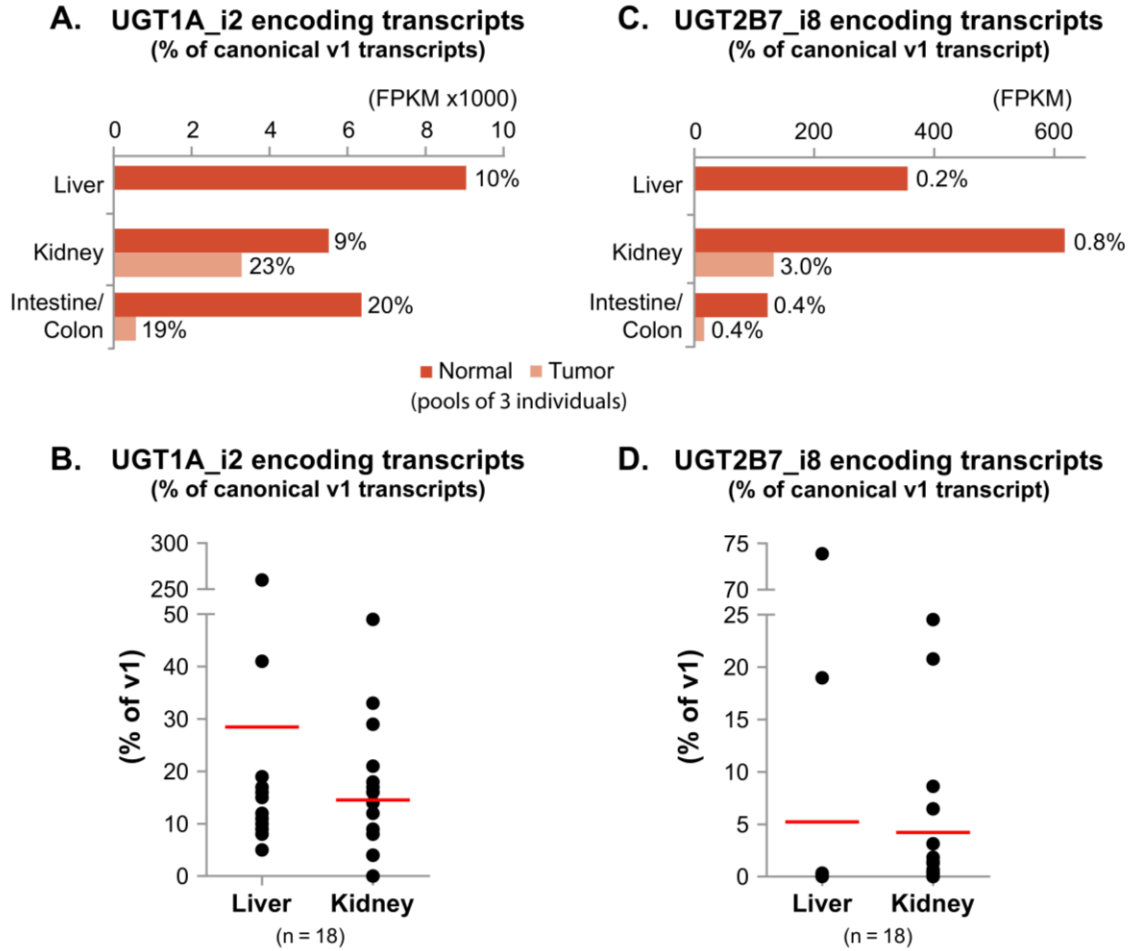 A. UGT1A_i2 encoding transcripts
(% of canonical v1 transcripts)
(FPKM x1000)
0 2 4 6 8 10
Liver 10%
Kidney 9%
23%
Intestine/
Colon
20%
19%
C. UGT2B7_i8 encoding transcripts
(% of canonical v1 transcript)
(FPKM)
0 200 400 600
Liver 0.2%
Kidney 0.8%
3.0%
Intestine/
Colon
0.4%
0.4%
Normal Tumor
(pools of 3 individuals)
B. UGT1A_i2 encoding transcripts
(% of canonical v1 transcripts)
(% of v1)
300
250
50
40
30
20
10
0
Liver Kidney
(n = 18)
D. UGT2B7_i8 encoding transcripts
(% of canonical v1 transcript)
(% of v1)
75
70
25
20
15
10
5
0
Liver Kidney
(n = 18)